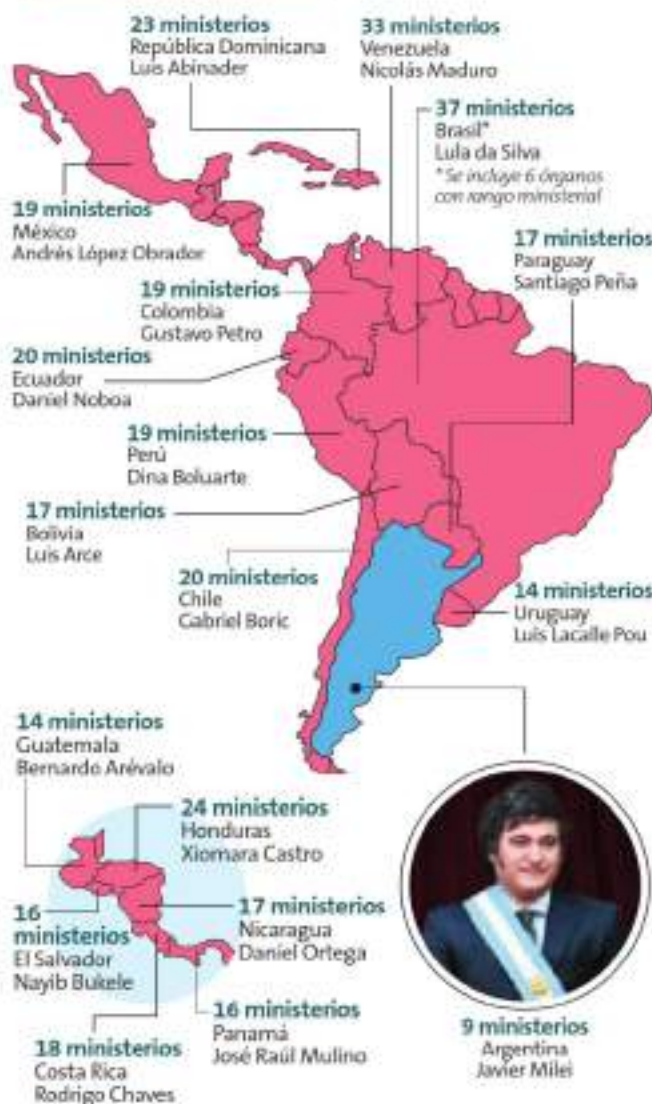 23 ministerios
República Dominicana
Luis Abinader
33 ministerios
Venezuela
Nicolás Maduro
37 ministerios
Brasil*
Lula da Silva
*Se incluye 6 órganos
con rango ministerial
19 ministerios
México
Andrés López Obrador
17 ministerios
Paraguay
Santiago Peña
19 ministerios
Colombia
Gustavo Petro
20 ministerios
Ecuador
Daniel Noboa
19 ministerios
Perú
Dina Boluarte
17 ministerios
Bolivia
Luis Arce
20 ministerios
Chile
Gabriel Boric
14 ministerios
Uruguay
Luis Lacalle Pou
14 ministerios
Guatemala
Bernardo Arévalo
24 ministerios
Honduras
Xiomara Castro
16
ministerios
El Salvador
Nayib Bukele
17 ministerios
Nicaragua
Daniel Ortega
16 ministerios
Panamá
José Raúl Mulino
18 ministerios
Costa Rica
Rodrigo Chaves
9 ministerios
Argentina
Javier Milei